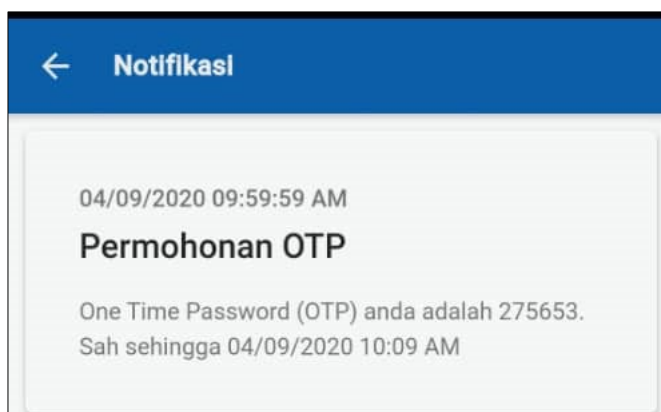 Notifikasi
04/09/2020 09:59:59 AM
Permohonan OTP
One Time Password (OTP) anda adalah 275653.
Sah sehingga 04/09/2020 10:09 AM